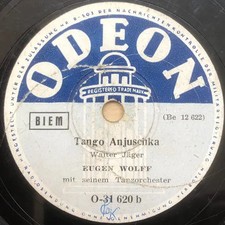 ODEON
REGISTERED TRADE MARK
BIEM
(Be 12 622)
Tango Anjuschka
Walter Jäger
EUGEN WOLFF
mit seinem Tanzorchester
O-31 620 b